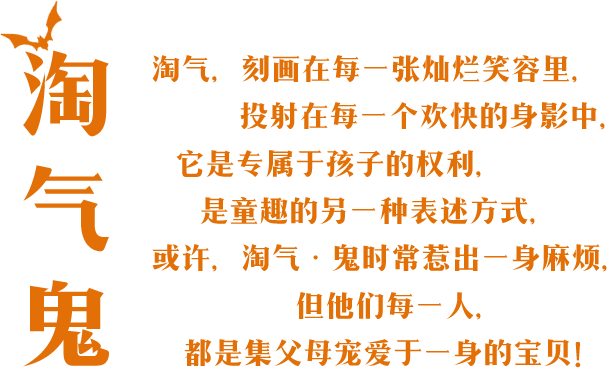 淘气鬼
淘气，刻画在每一张灿烂笑容里，
投射在每一个欢快的身影中，
它是专属于孩子的权利，
是童趣的另一种表述方式，
或许，淘气·鬼时常惹出一身麻烦，
但他们每一人，
都是集父母宠爱于一身的宝贝！